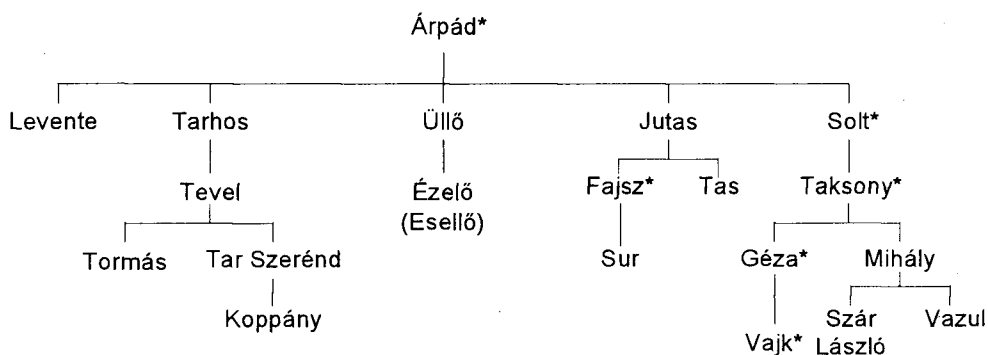 Árpád*
Levente Tarhos Üllő Jutas Solt*
Tevel Ézelő Fajsz* Tas Taksony*
(Esellő)
Tormás Tar Szerénd Sur Géza* Mihály
Koppány Szár Vazul
Vajk* László